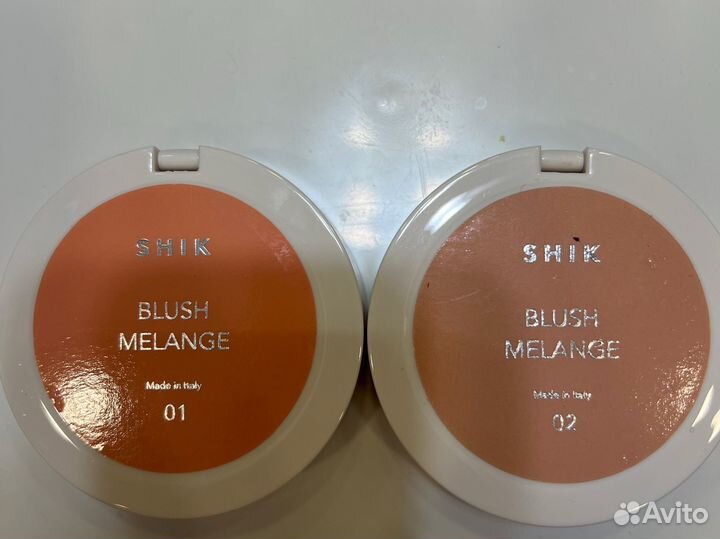 SHIK
BLUSH
MELANGE
Made in Italy
01
SHIK
BLUSH
MELANGE
Made in Italy
02
Avito